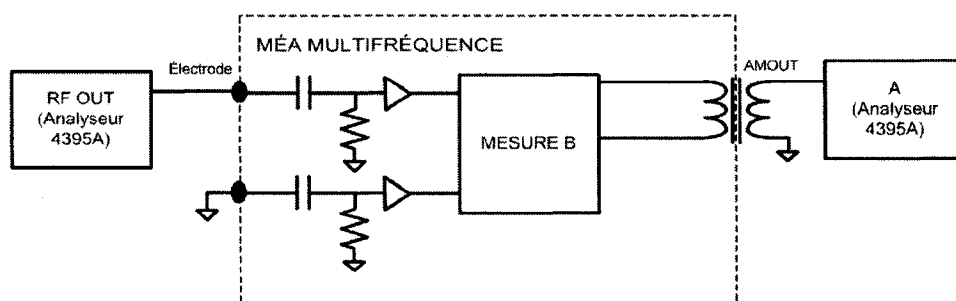 MÉA MULTIFRÉQUENCE
Électrode
AMOUT
RF OUT
(Analyseur
4395A)
MESURE B
A
(Analyseur
4395A)